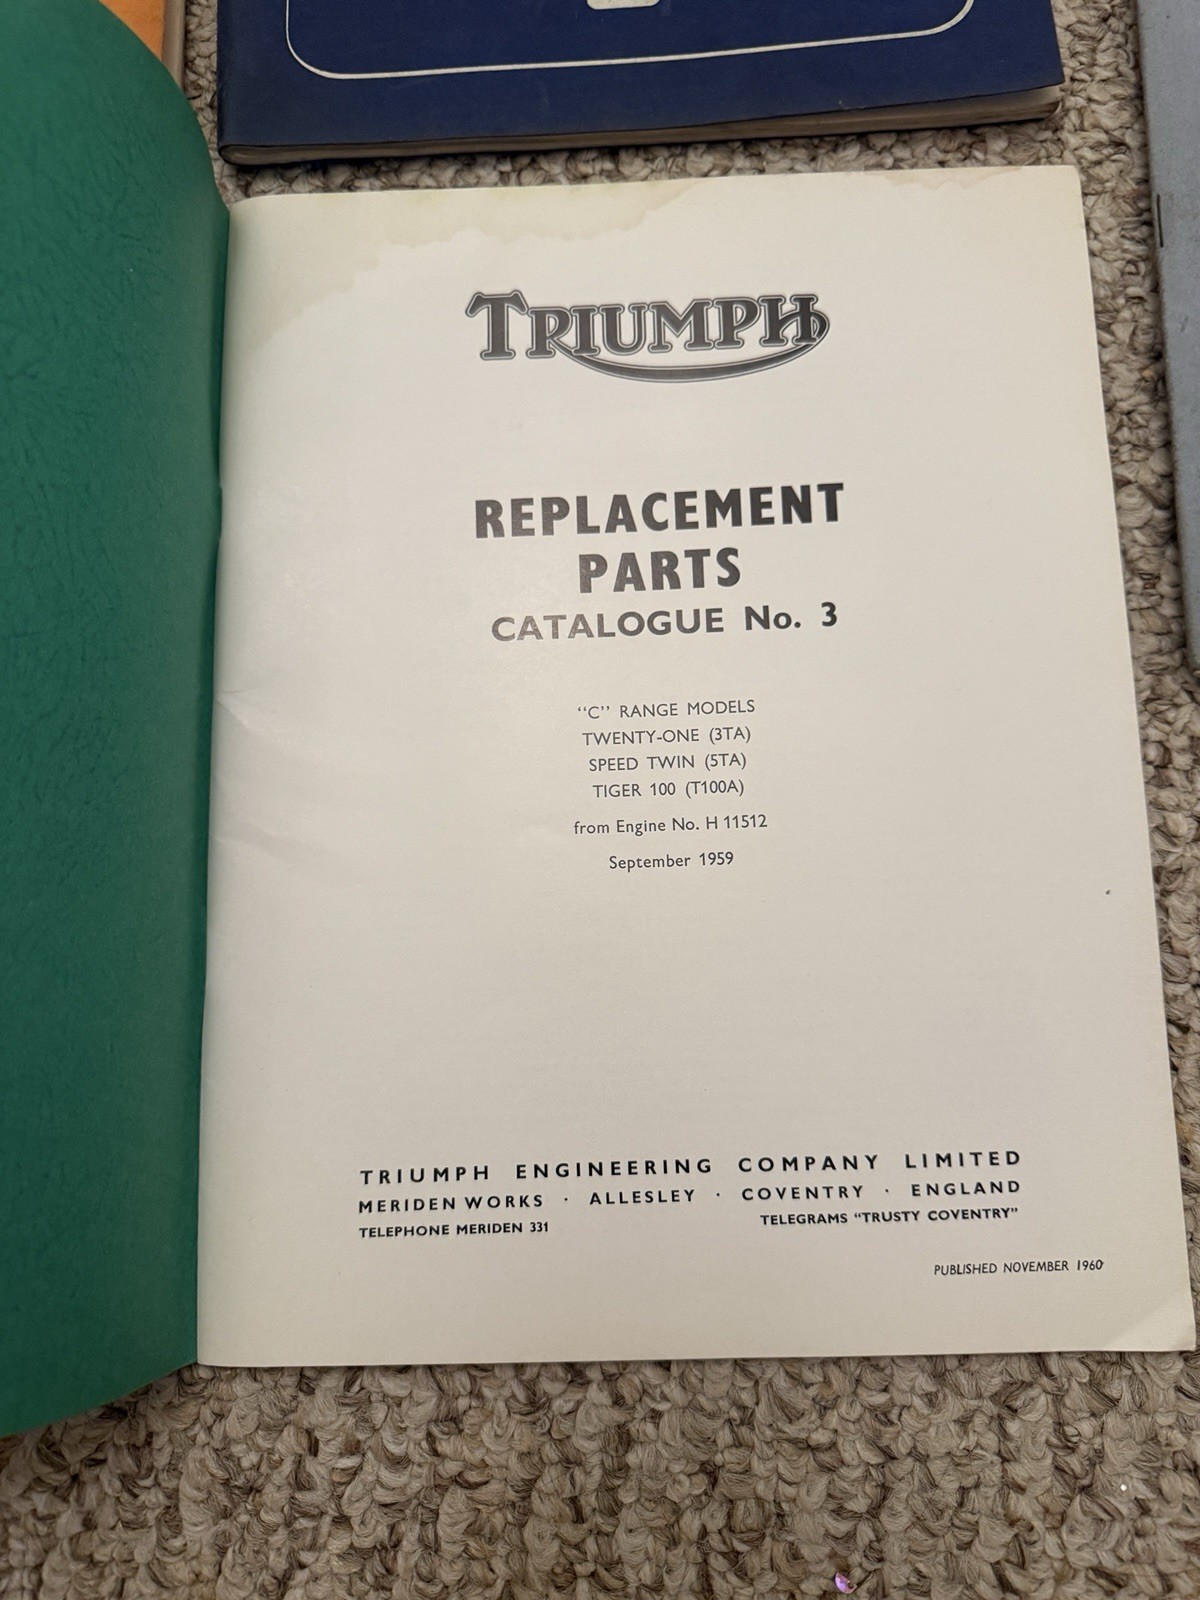 TRIUMPH
REPLACEMENT
PARTS
CATALOGUE No. 3
“C” RANGE MODELS
TWENTY-ONE (3TA)
SPEED TWIN (5TA)
TIGER 100 (T100A)
from Engine No. H 11512
September 1959
TRIUMPH ENGINEERING COMPANY LIMITED
MERIDEN WORKS · ALLESLEY · COVENTRY · ENGLAND
TELEPHONE MERIDEN 331 TELEGRAMS “TRUSTY COVENTRY”
PUBLISHED NOVEMBER 1960